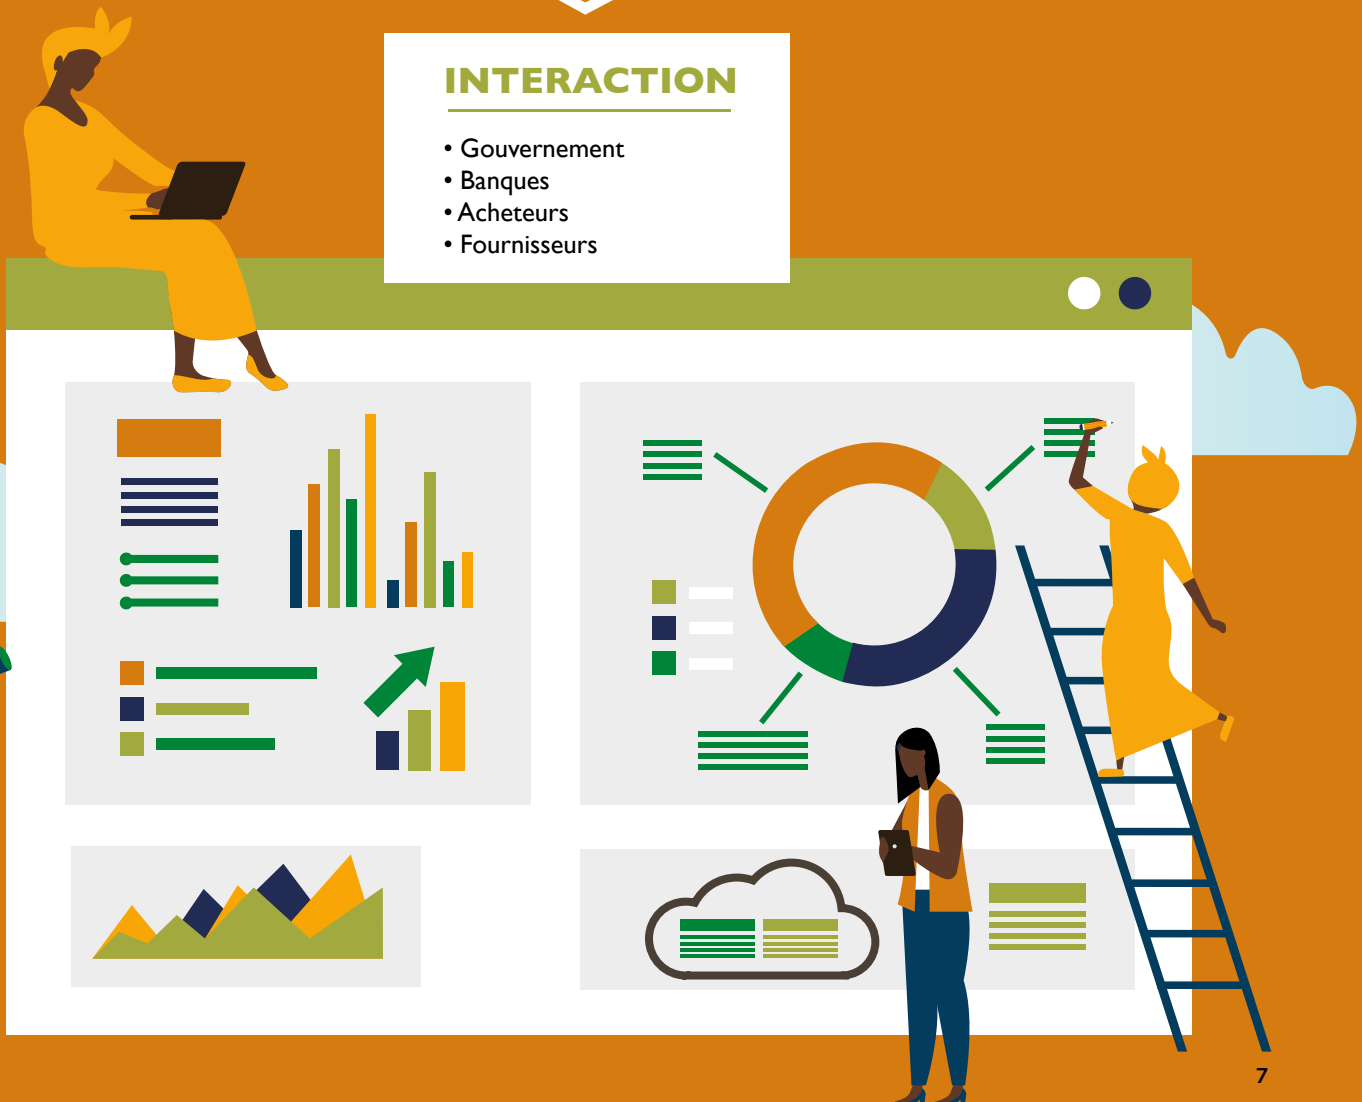 INTERACTION
• Gouvernement
• Banques
• Acheteurs
• Fournisseurs
7